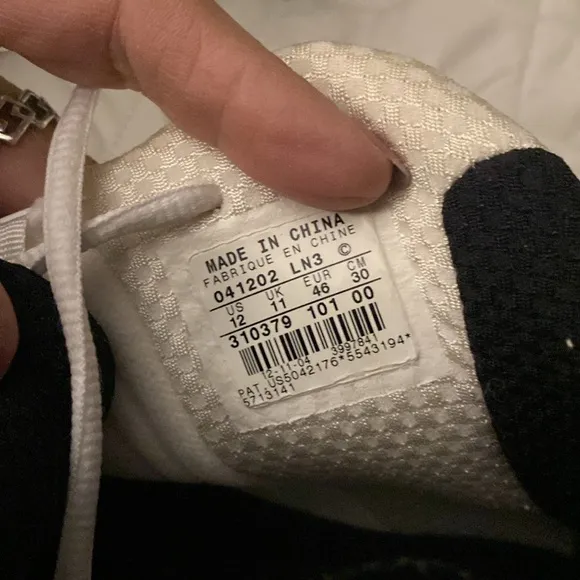 MADE IN CHINA
FABRIQUE EN CHINE
041202 LN3 ©
US UK EUR CM
12 11 46 30
310379 101 00
12-11-04 3997841
PAT. US5042176*5543194*
5713141